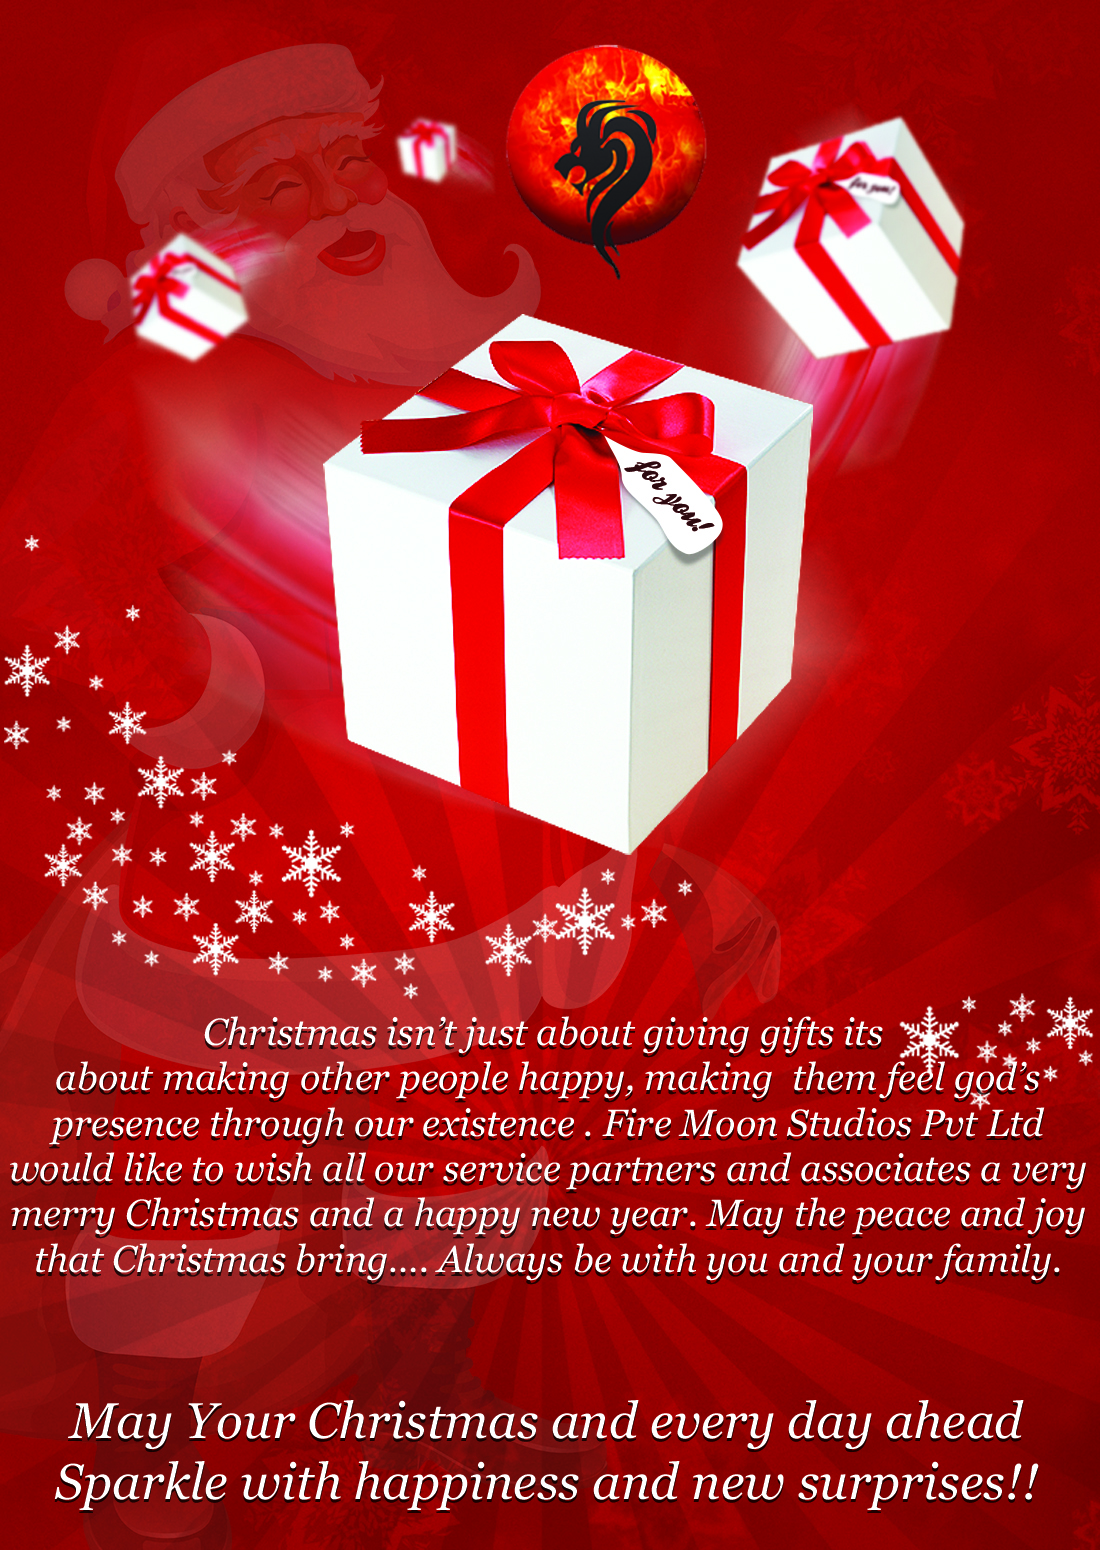 for you!
for you!
Christmas isn’t just about giving gifts its
about making other people happy, making  them feel god’s
presence through our existence . Fire Moon Studios Pvt Ltd
would like to wish all our service partners and associates a very
merry Christmas and a happy new year. May the peace and joy
that Christmas bring.... Always be with you and your family.
May Your Christmas and every day ahead
Sparkle with happiness and new surprises!!